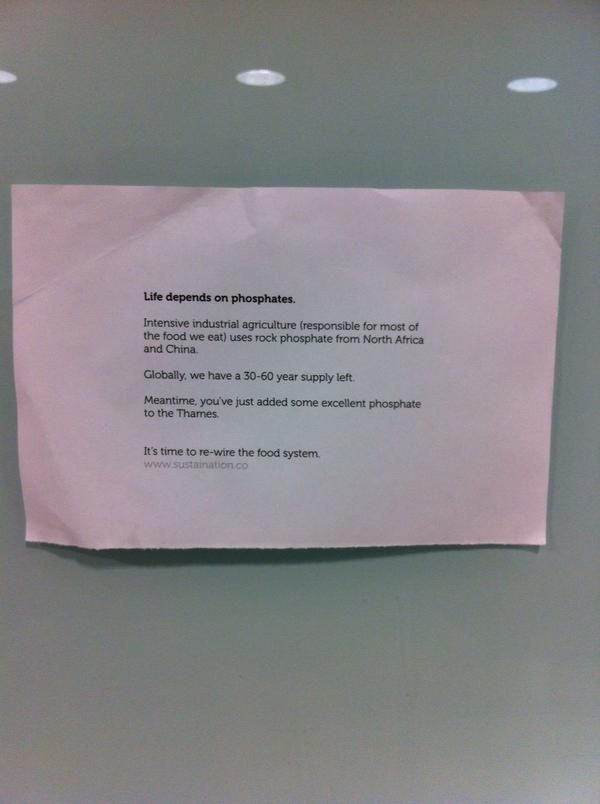 Life depends on phosphates.
Intensive industrial agriculture (responsible for most of
the food we eat) uses rock phosphate from North Africa
and China.
Globally, we have a 30-60 year supply left.
Meantime, you've just added some excellent phosphate
to the Thames.
It's time to re-wire the food system.
www.sustaination.co